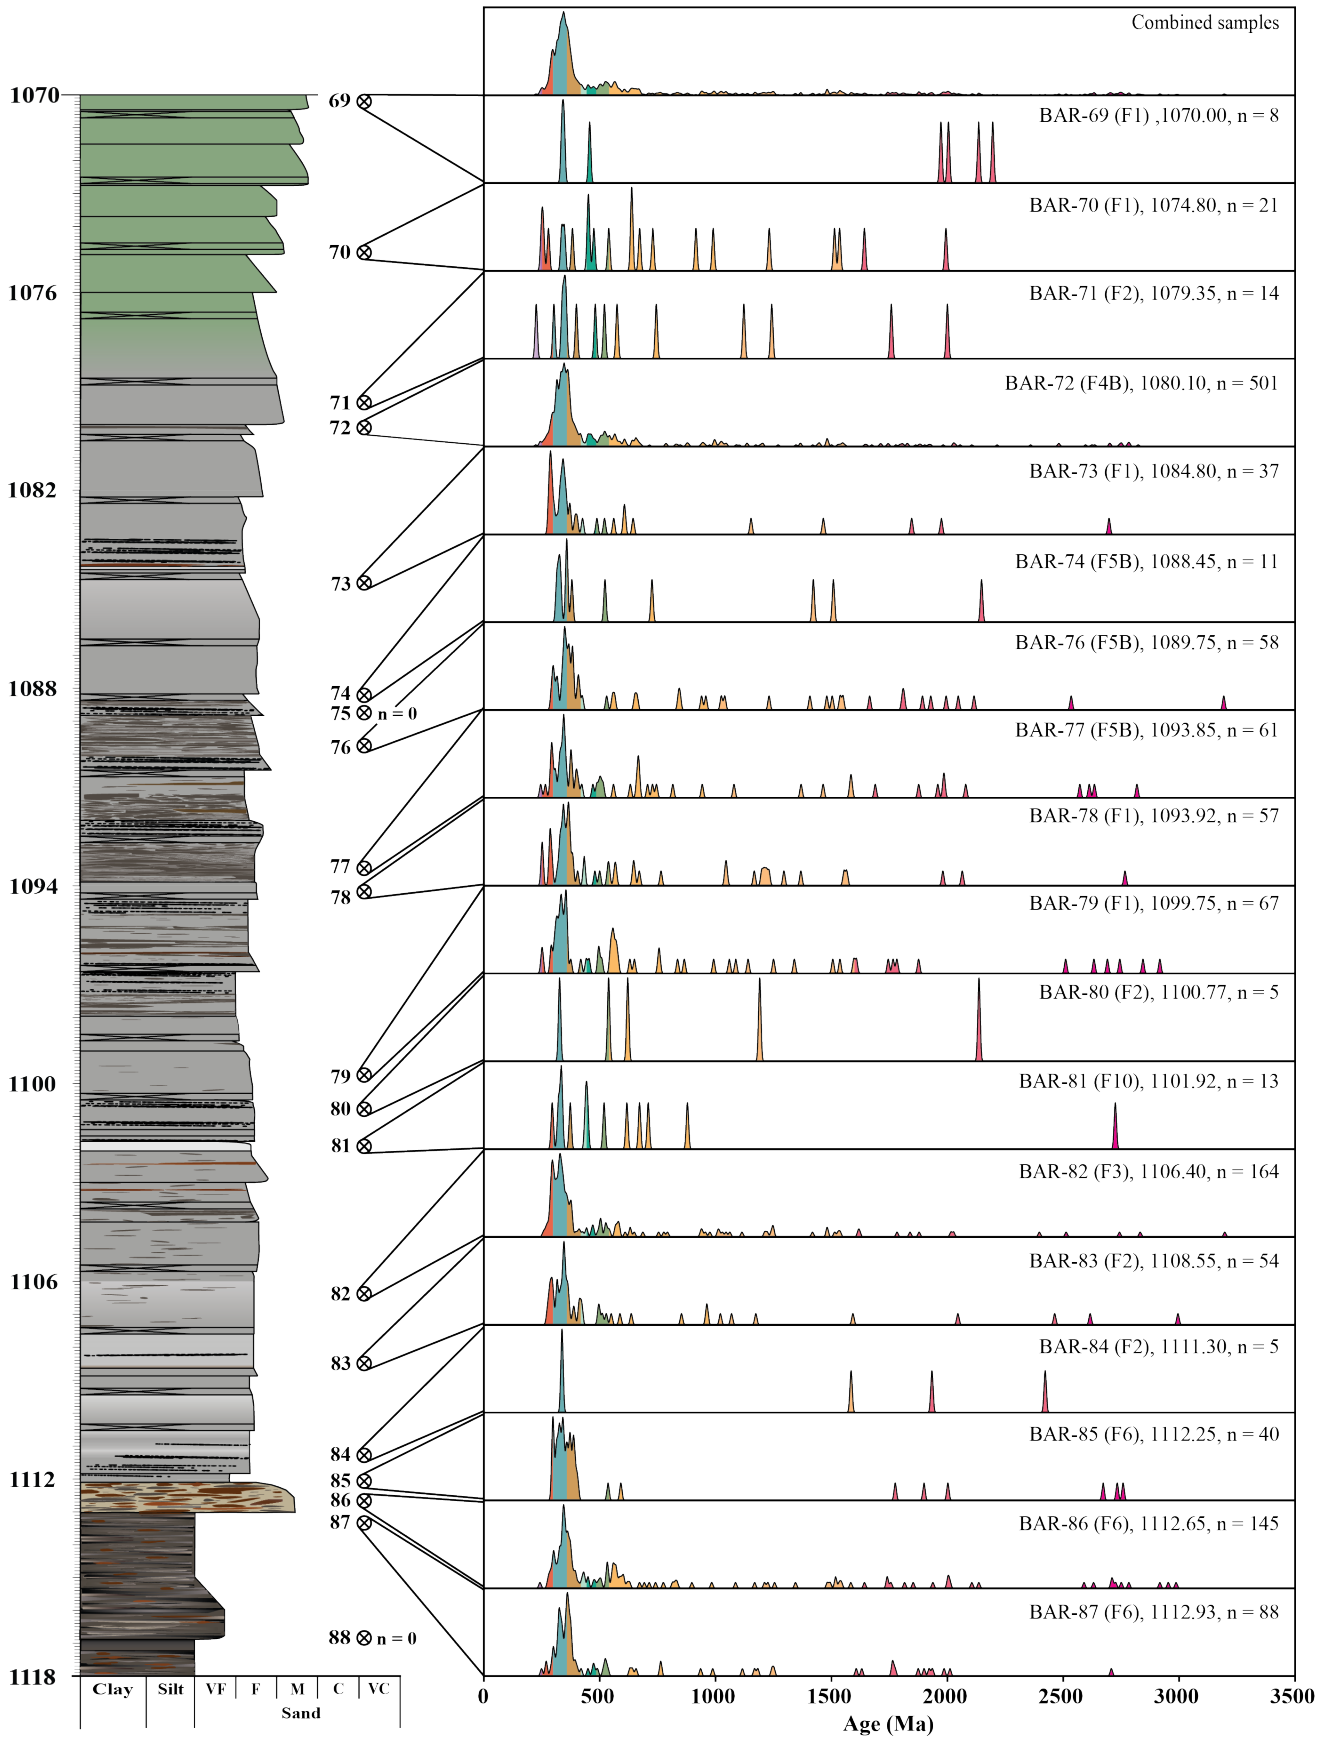 Combined samples
1070
69
BAR-69 (F1) ,1070.00, n = 8
BAR-70 (F1), 1074.80, n = 21
70
1076
BAR-71 (F2), 1079.35, n = 14
71
72
BAR-72 (F4B), 1080.10, n = 501
1082
BAR-73 (F1), 1084.80, n = 37
73
BAR-74 (F5B), 1088.45, n = 11
BAR-76 (F5B), 1089.75, n = 58
1088
74
75 n = 0
76
BAR-77 (F5B), 1093.85, n = 61
BAR-78 (F1), 1093.92, n = 57
77
1094
78
BAR-79 (F1), 1099.75, n = 67
BAR-80 (F2), 1100.77, n = 5
79
1100
BAR-81 (F10), 1101.92, n = 13
80
81
BAR-82 (F3), 1106.40, n = 164
BAR-83 (F2), 1108.55, n = 54
1106
82
BAR-84 (F2), 1111.30, n = 5
83
BAR-85 (F6), 1112.25, n = 40
84
1112
85
86
87
BAR-86 (F6), 1112.65, n = 145
BAR-87 (F6), 1112.93, n = 88
88 n = 0
1118
Clay Silt VF F M C VC
Sand
0 500 1000 1500 2000 2500 3000 3500
Age (Ma)